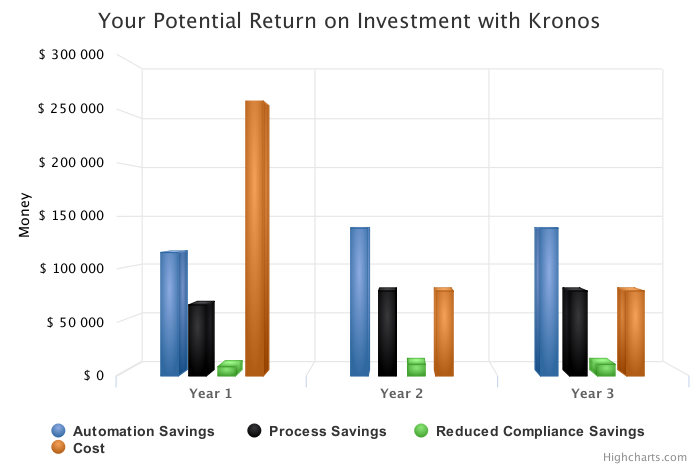 Your Potential Return on Investment with Kronos
$ 300 000
$ 250 000
$ 200 000
$ 150 000
$ 100 000
$ 50 000
$ 0
Money
Year 1
Year 2
Year 3
Automation Savings
Process Savings
Reduced Compliance Savings
Cost
Highcharts.com